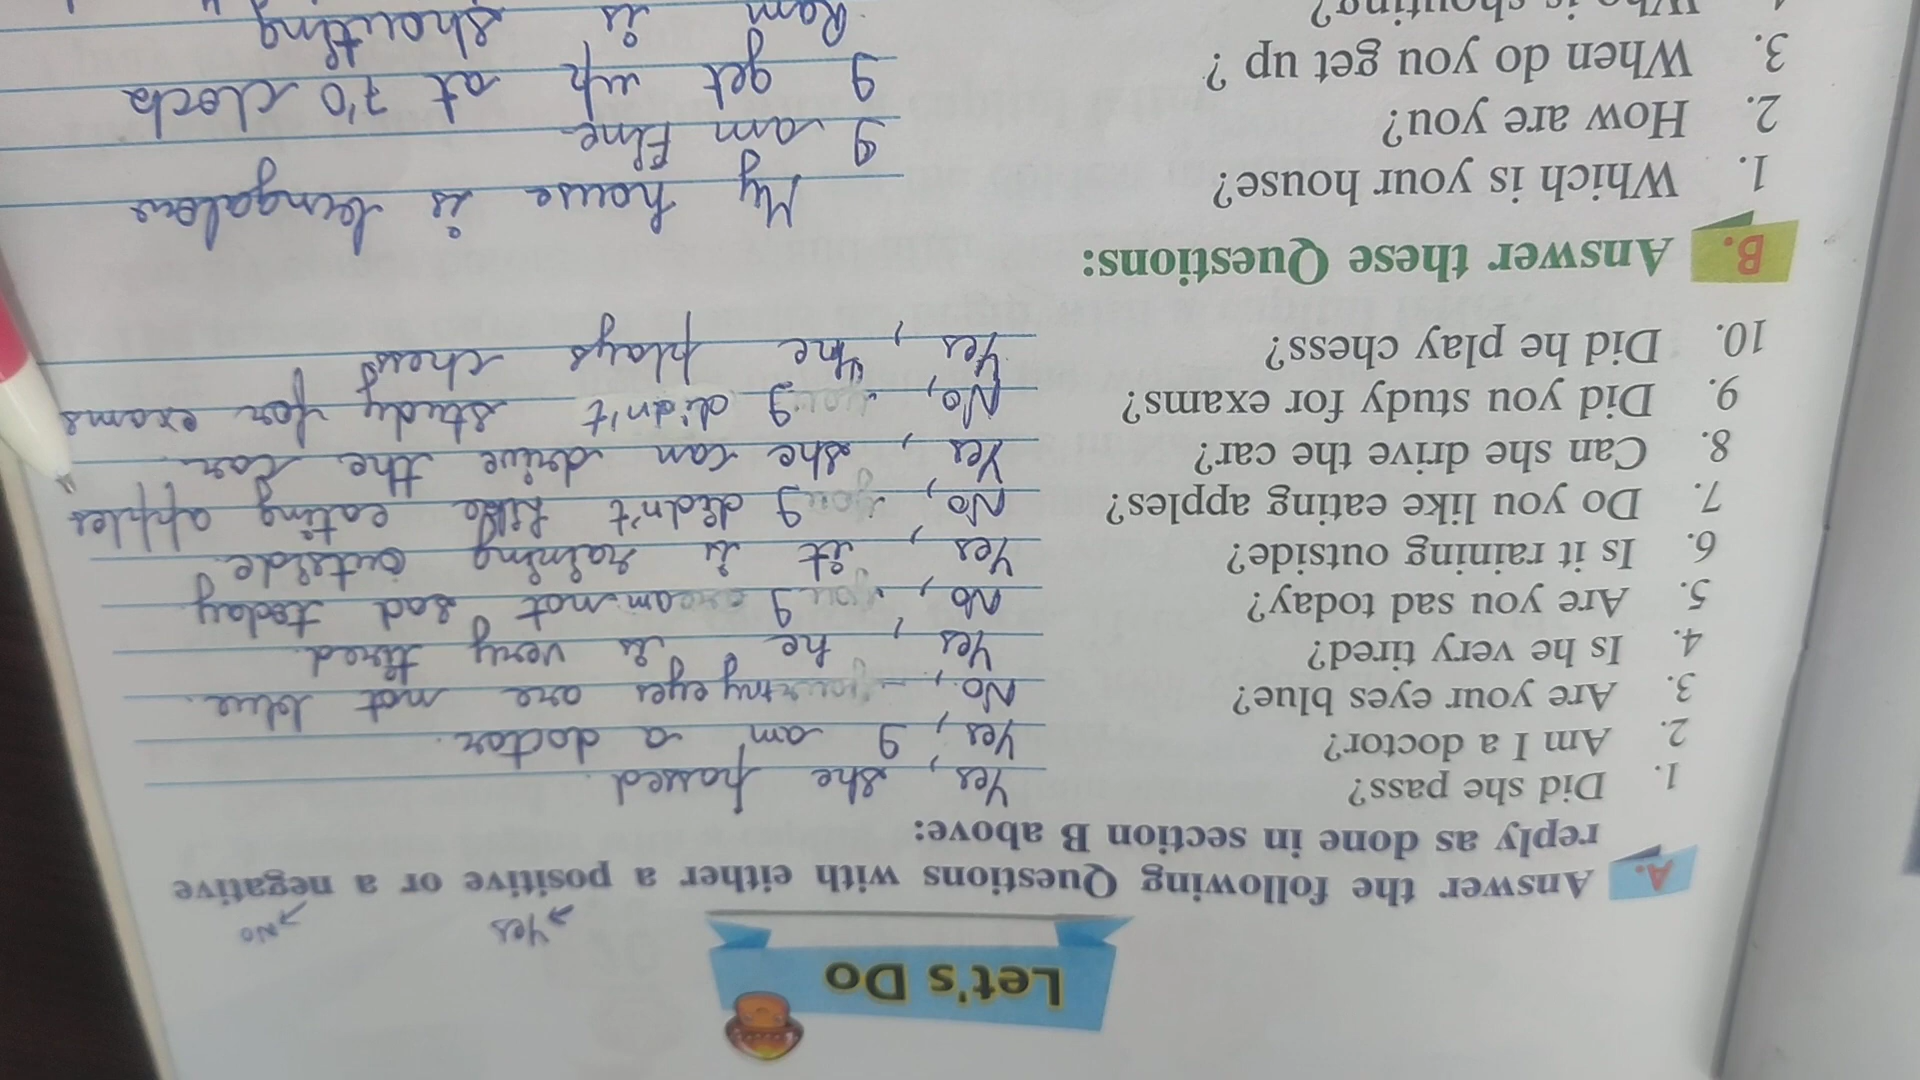 Let's Do
→ Yes
→ No
A. Answer the following Questions with either a positive or a negative
reply as done in section B above:
1. Did she pass? Yes, she passed.
2. Am I a doctor? Yes, I am a doctor.
3. Are your eyes blue? No, my eyes are not blue.
4. Is he very tired? Yes, he is very tired.
5. Are you sad today? No, I am not sad today
6. Is it raining outside? Yes, it is raining outside.
7. Do you like eating apples? No, I didn't like eating apples
8. Can she drive the car? Yes, she can drive the car.
9. Did you study for exams? No, I didn't study for exams
10. Did he play chess? Yes, he plays chess
B. Answer these Questions:
1. Which is your house? My house is
2. How are you? I am fine
3. When do you get up ? I get up at 7'0 clock
Who is shouting? Ram is shouting